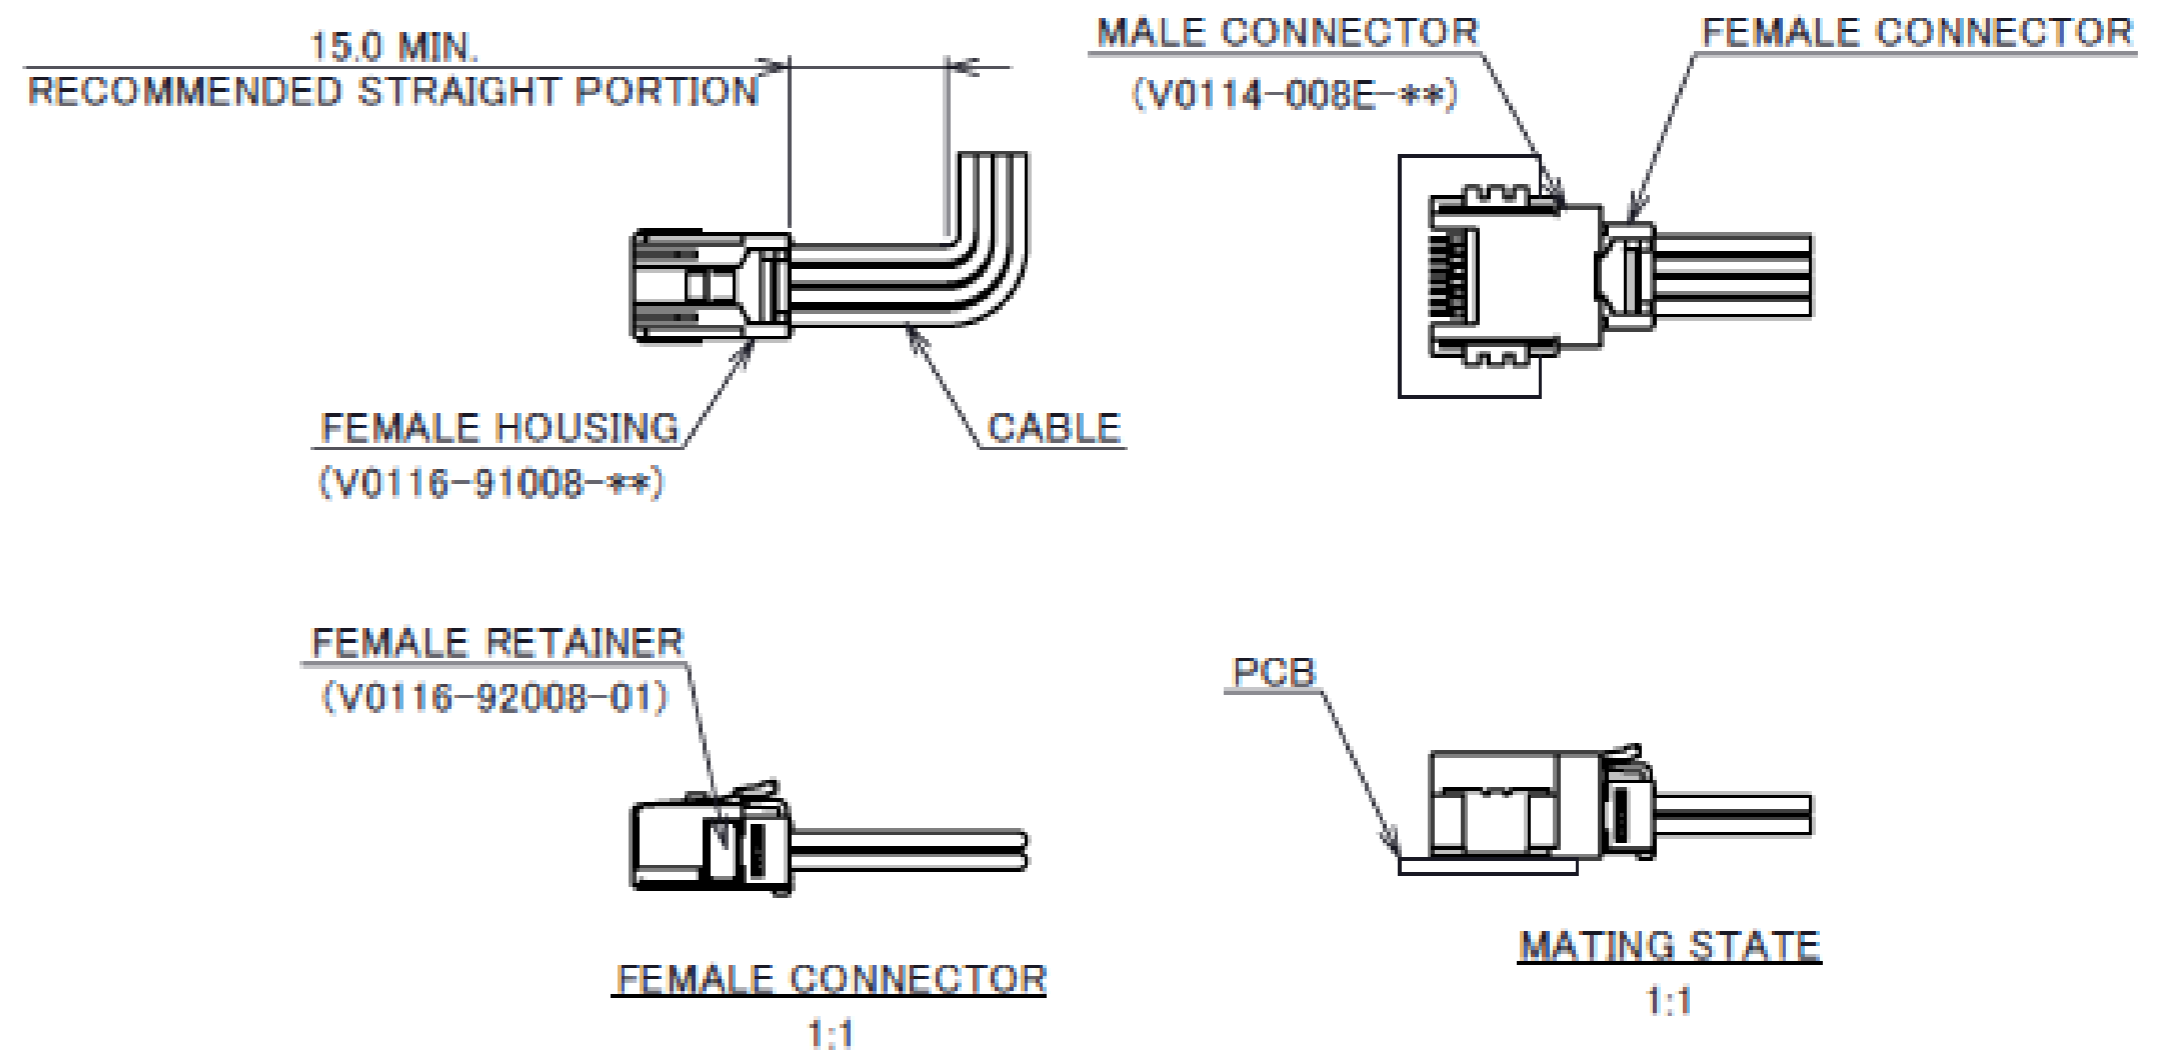 15.0 MIN.
RECOMMENDED STRAIGHT PORTION
MALE CONNECTOR
(V0114-008E-**)
FEMALE CONNECTOR
FEMALE HOUSING
(V0116-91008-**)
CABLE
FEMALE RETAINER
(V0116-92008-01)
PCB
FEMALE CONNECTOR
1:1
MATING STATE
1:1